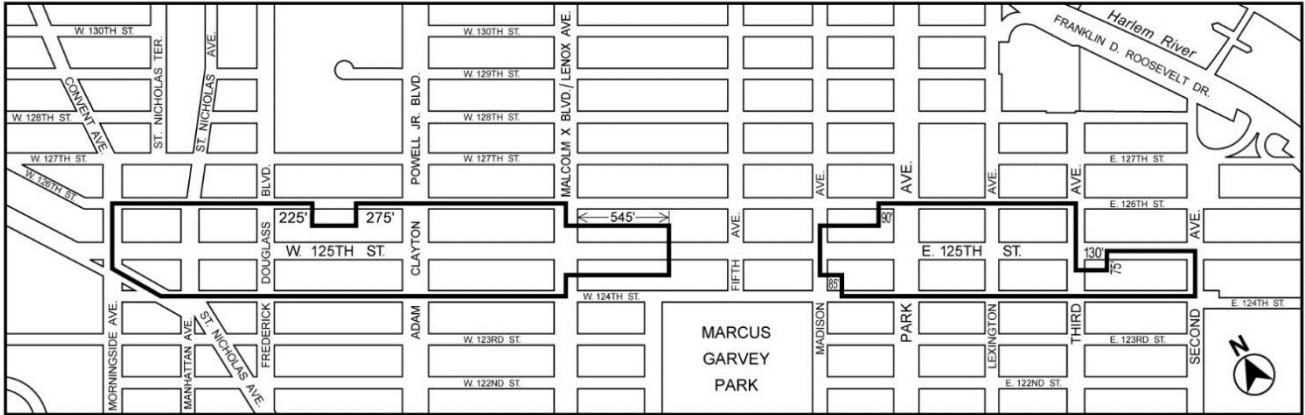 W. 130TH ST.
W. 130TH ST.
W. 130TH ST.
Harlem River
FRANKLIN D. ROOSEVELT DR.
CONVENT AVE.
ST. NICHOLAS TER.
ST. NICHOLAS AVE.
W. 129TH ST.
POWELL JR. BLVD.
MALCOLM X BLVD./ LENOX AVE.
W. 128TH ST.
W. 128TH ST.
W. 127TH ST.
W. 127TH ST.
E. 127TH ST.
W. 126TH ST.
BLVD.
AVE.
AVE.
AVE.
AVE.
E. 126TH ST.
225'
275'
545'
AVE.
90'
AVE.
DOUGLASS
W. 125TH ST.
CLAYTON
FIFTH
E. 125TH ST.
130'
75'
85'
W. 124TH ST.
E. 124TH ST.
MORNINGSIDE AVE.
MANHATTAN AVE.
ST. NICHOLAS AVE.
FREDERICK
ADAM
W. 123RD ST.
MARCUS
GARVEY
PARK
MADISON
PARK
LEXINGTON
THIRD
E. 123RD ST.
SECOND
N
W. 122ND ST.
E. 122ND ST.